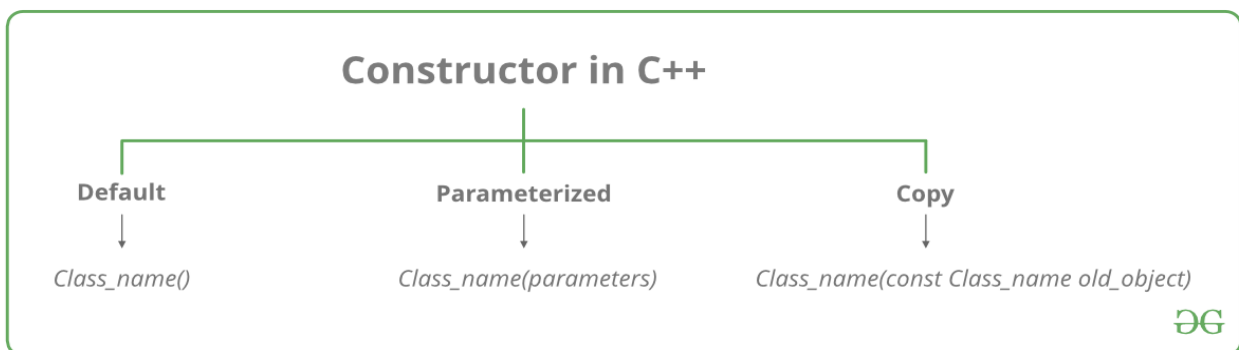 Constructor in C++
Default
Parameterized
Copy
Class_name()
Class_name(parameters)
Class_name(const Class_name old_object)